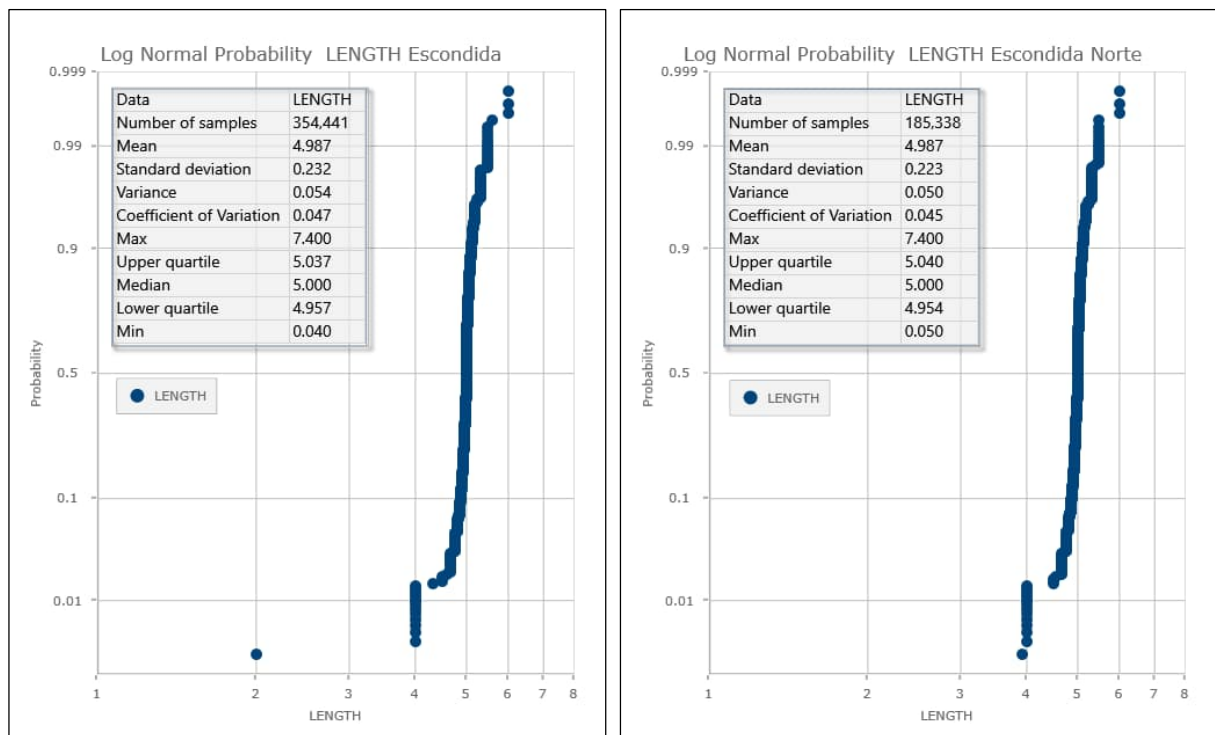 Log Normal Probability LENGTH Escondida
0.999
0.99
0.9
0.5
0.1
0.01
Probability
Data LENGTH
Number of samples 354,441
Mean 4.987
Standard deviation 0.232
Variance 0.054
Coefficient of Variation 0.047
Max 7.400
Upper quartile 5.037
Median 5.000
Lower quartile 4.957
Min 0.040
LENGTH
1 2 3 4 5 6 7 8
LENGTH
Log Normal Probability LENGTH Escondida Norte
0.999
0.99
0.9
0.5
0.1
0.01
Probability
Data LENGTH
Number of samples 185,338
Mean 4.987
Standard deviation 0.223
Variance 0.050
Coefficient of Variation 0.045
Max 7.400
Upper quartile 5.040
Median 5.000
Lower quartile 4.954
Min 0.050
LENGTH
1 2 3 4 5 6 7 8
LENGTH